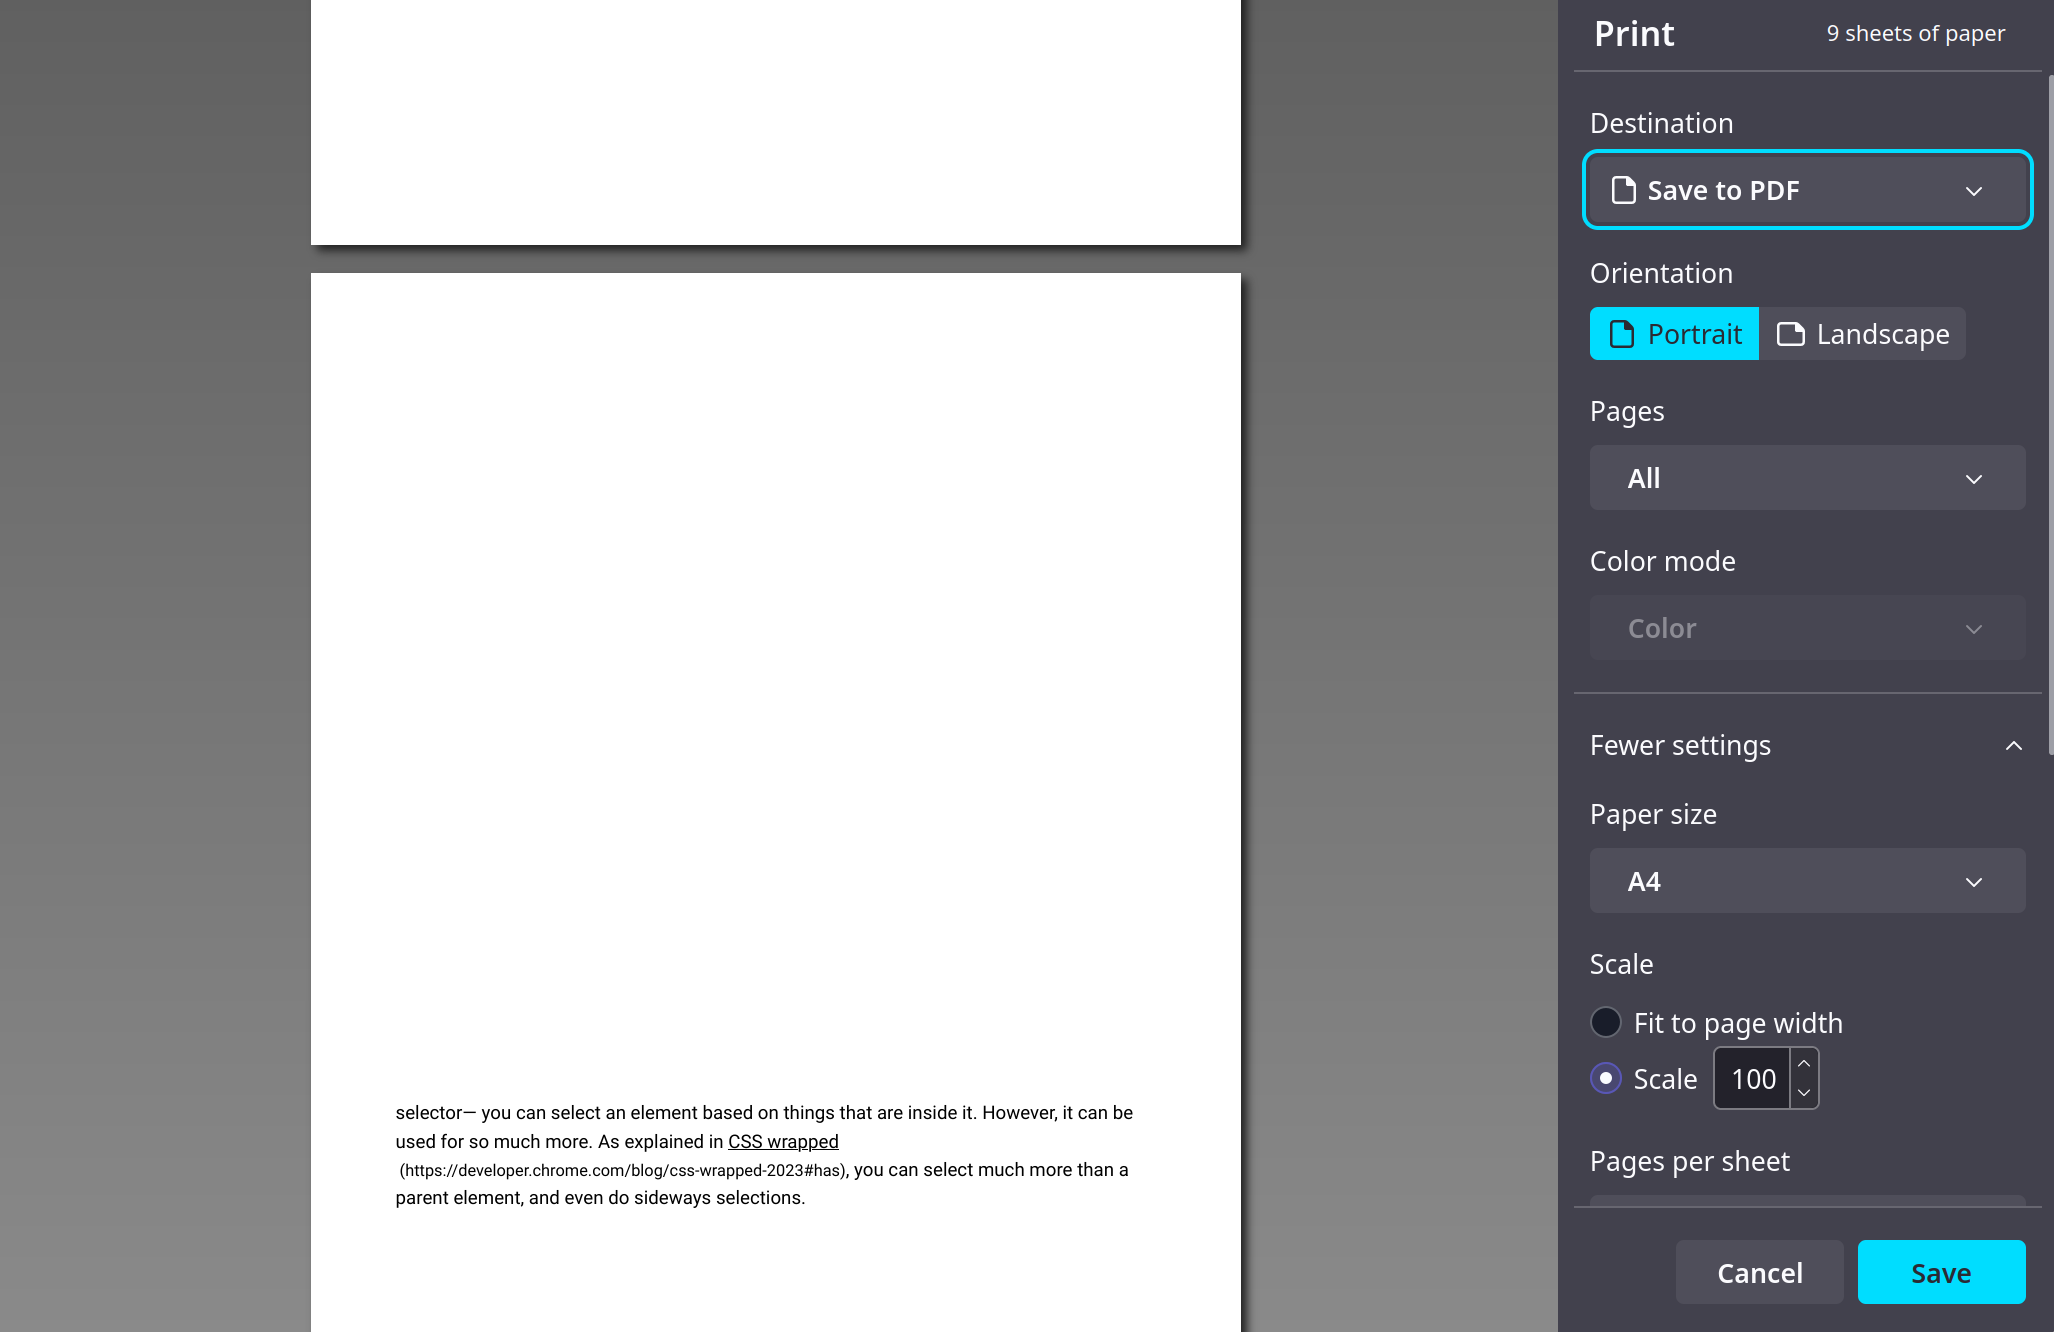 selector— you can select an element based on things that are inside it. However, it can be
used for so much more. As explained in CSS wrapped
(https://developer.chrome.com/blog/css-wrapped-2023#has), you can select much more than a
parent element, and even do sideways selections.
Print
9 sheets of paper
Destination
Save to PDF
Orientation
Portrait
Landscape
Pages
All
Color mode
Color
Fewer settings
Paper size
A4
Scale
Fit to page width
Scale 100
Pages per sheet
Cancel
Save